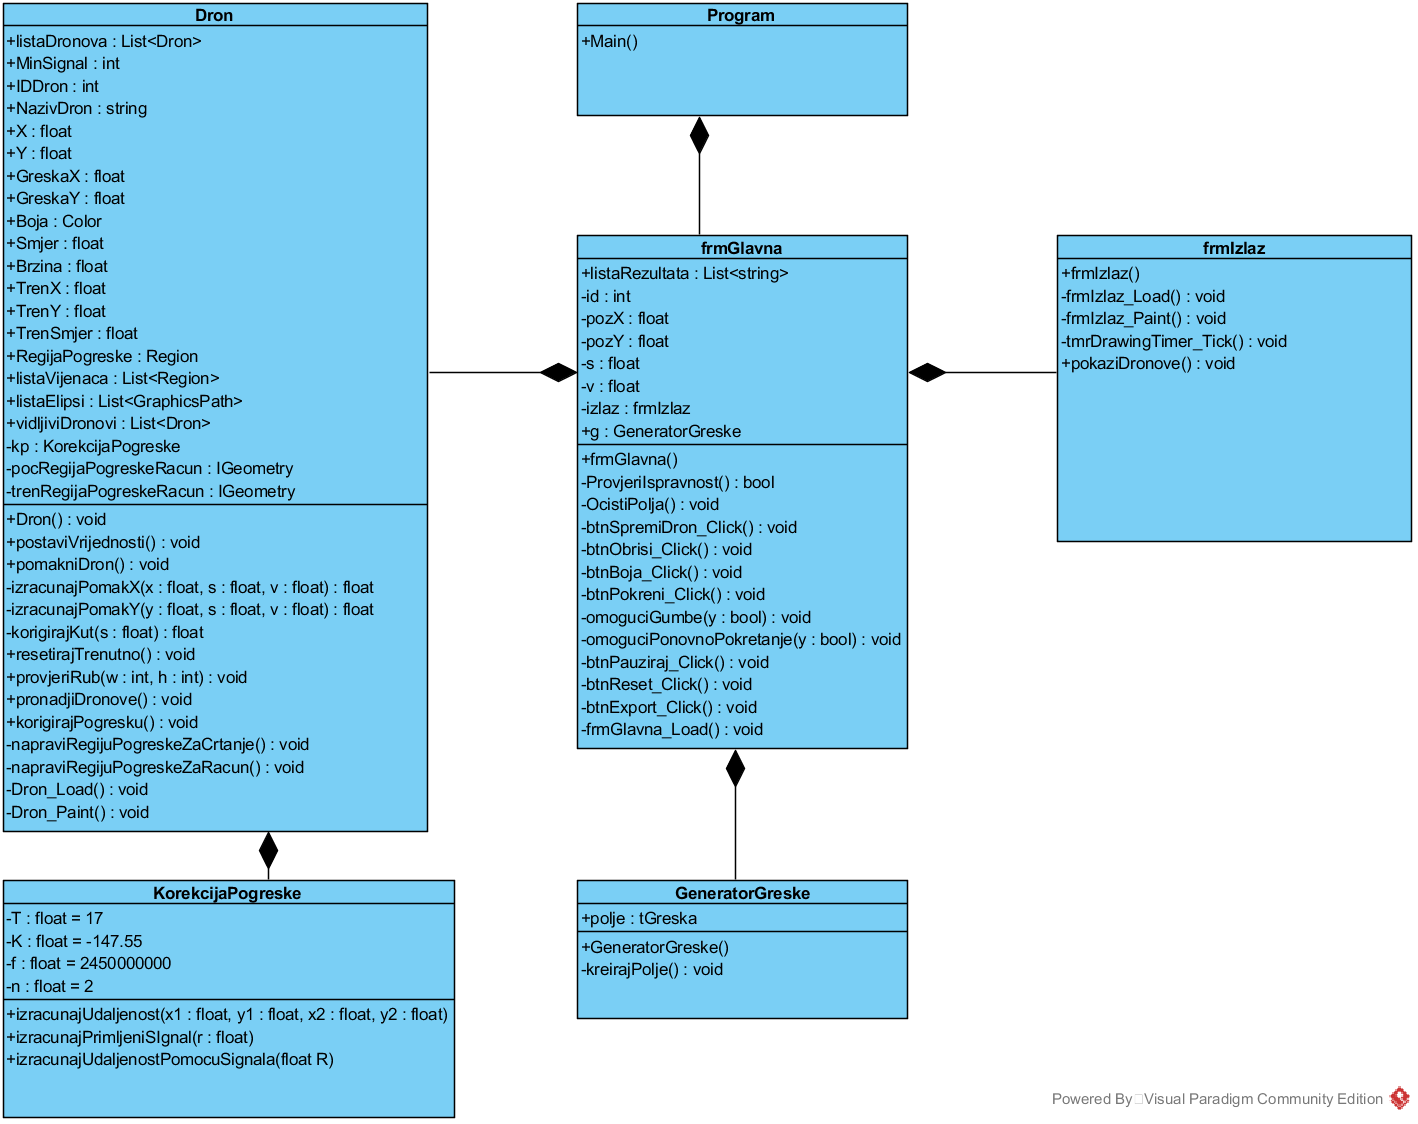 Dron
+listaDronova : List<Dron>
+MinSignal : int
+IDDron : int
+NazivDron : string
+X : float
+Y : float
+GreskaX : float
+GreskaY : float
+Boja : Color
+Smjer : float
+Brzina : float
+TrenX : float
+TrenY : float
+TrenSmjer : float
+RegijaPogreske : Region
+listaVijenaca : List<Region>
+listaElipsi : List<GraphicsPath>
+vidljiviDronovi : List<Dron>
-kp : KorekcijaPogreske
-pocRegijaPogreskeRacun : IGeometry
-trenRegijaPogreskeRacun : IGeometry
+Dron() : void
+postaviVrijednosti() : void
+pomakniDron() : void
-izracunajPomakX(x : float, s : float, v : float) : float
-izracunajPomakY(y : float, s : float, v : float) : float
-korigirajKut(s : float) : float
+resetirajTrenutno() : void
+provjeriRub(w : int, h : int) : void
+pronadjiDronove() : void
+korigirajPogresku() : void
-napraviRegijuPogreskeZaCrtanje() : void
-napraviRegijuPogreskeZaRacun() : void
-Dron_Load() : void
-Dron_Paint() : void
Program
+Main()
frmGlavna
+listaRezultata : List<string>
-id : int
-pozX : float
-pozY : float
-s : float
-v : float
-izlaz : frmIzlaz
+g : GeneratorGreske
+frmGlavna()
-ProvjeriIspravnost() : bool
-OcistiPolja() : void
-btnSpremiDron_Click() : void
-btnObrisi_Click() : void
-btnBoja_Click() : void
-btnPokreni_Click() : void
-omoguciGumbe(y : bool) : void
-omoguciPonovnoPokretanje(y : bool) : void
-btnPauziraj_Click() : void
-btnReset_Click() : void
-btnExport_Click() : void
-frmGlavna_Load() : void
frmIzlaz
+frmIzlaz()
-frmIzlaz_Load() : void
-frmIzlaz_Paint() : void
-tmrDrawingTimer_Tick() : void
+pokaziDronove() : void
KorekcijaPogreske
-T : float = 17
-K : float = -147.55
-f : float = 2450000000
-n : float = 2
+izracunajUdaljenost(x1 : float, y1 : float, x2 : float, y2 : float)
+izracunajPrimljeniSIgnal(r : float)
+izracunajUdaljenostPomocuSignala(float R)
GeneratorGreske
+polje : tGreska
+GeneratorGreske()
-kreirajPolje() : void
Powered By Visual Paradigm Community Edition